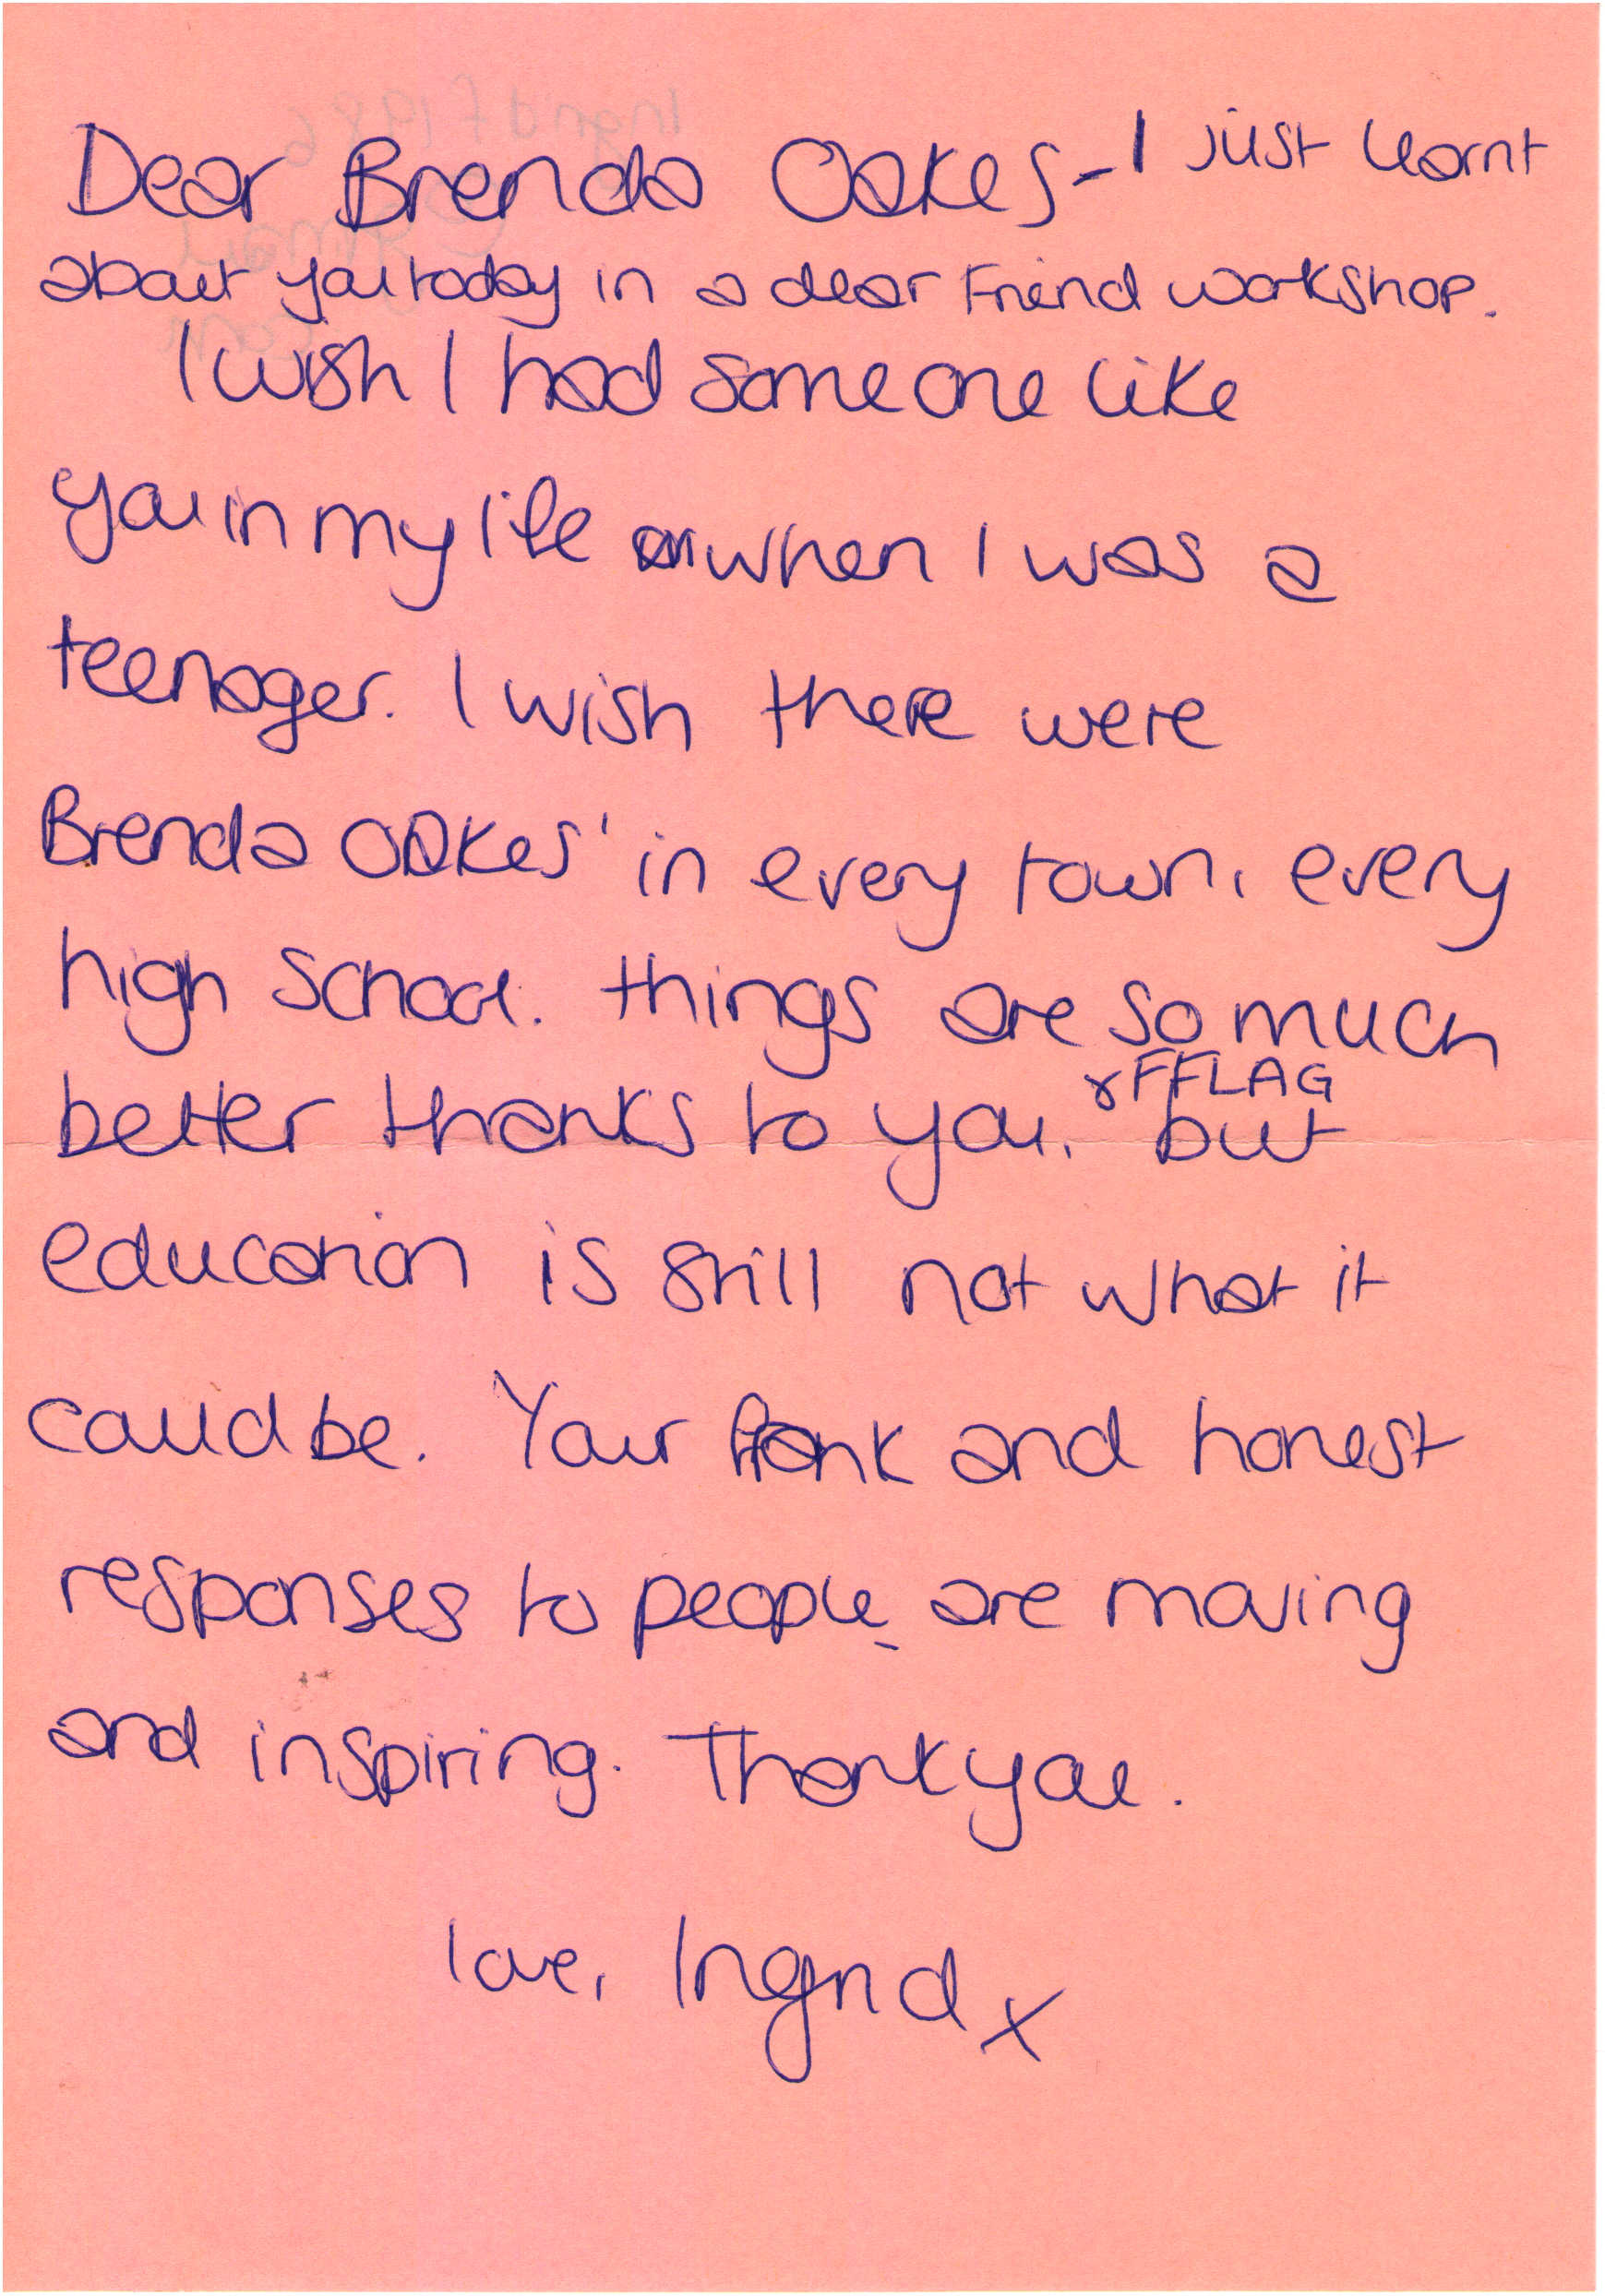 Dear Brenda Oakes - I just learnt
about you today in a dear Friend workshop.
I wish I had someone like
you in my life when I was a
teenager. I wish there were
Brenda Oakes' in every town, every
high school. things are so much
better thanks to you, & FFLAG but
education is still not what it
could be. Your frank and honest
responses to people are moving
and inspiring. Thank you.
love, Ingrid x